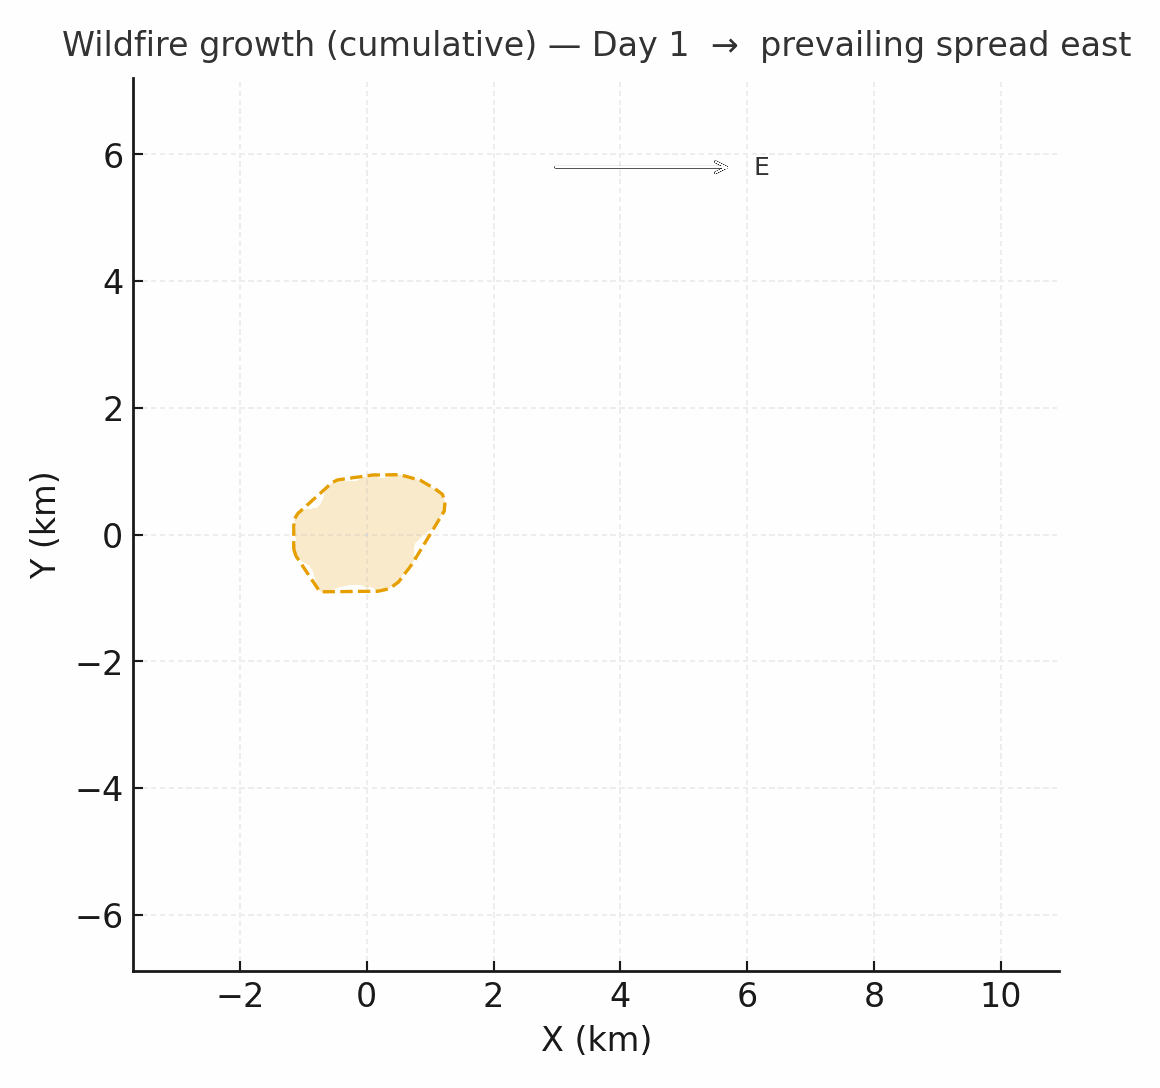 Wildfire growth (cumulative) — Day 1 → prevailing spread east
E
6
4
2
0
−2
−4
−6
Y (km)
−2 0 2 4 6 8 10
X (km)